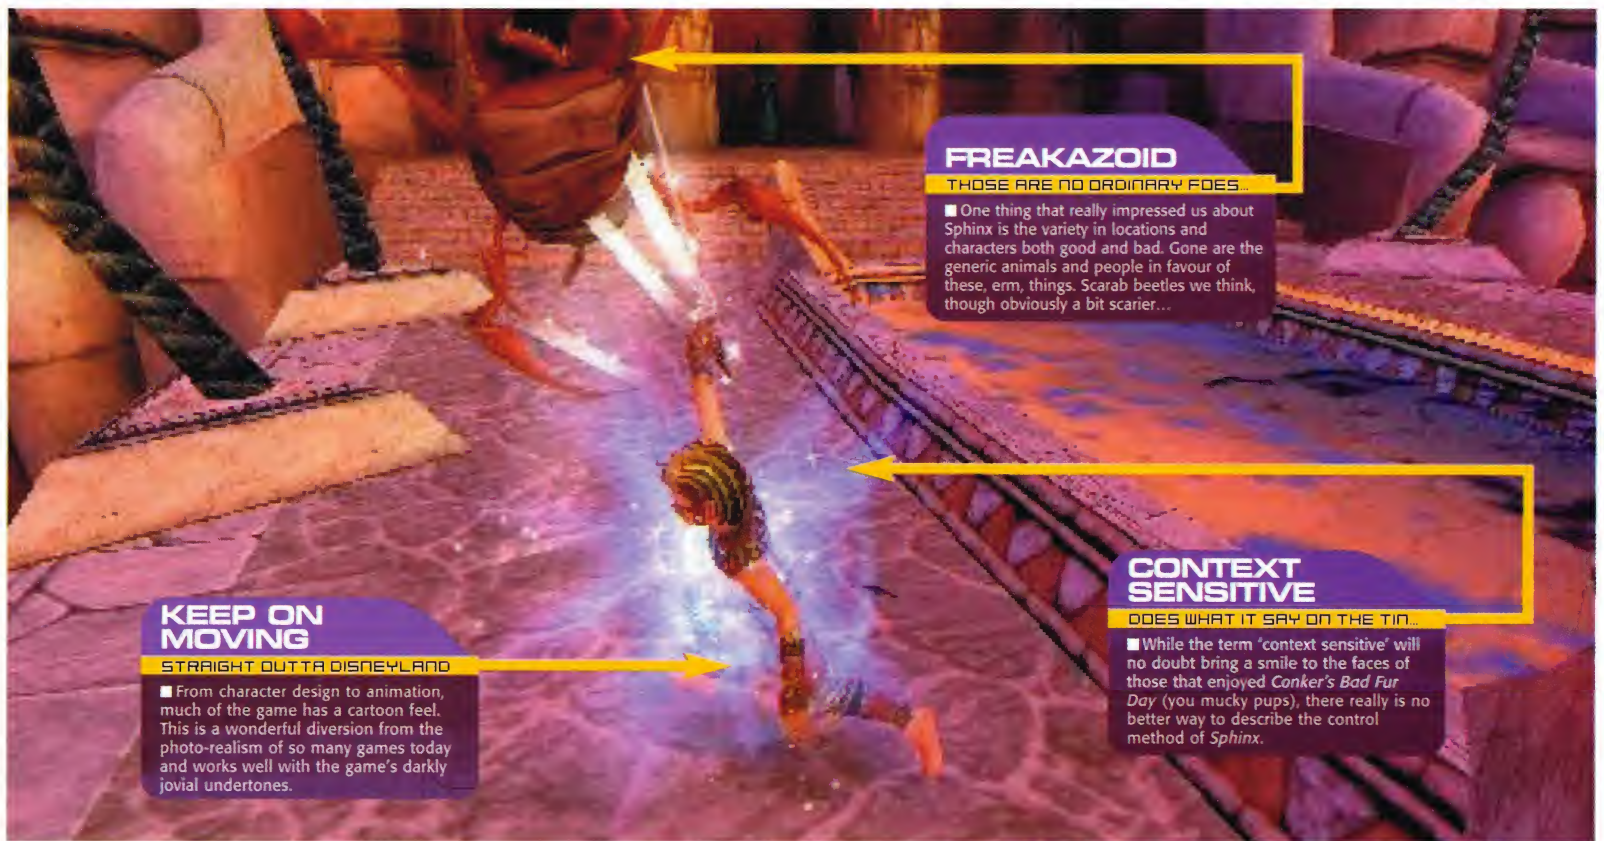 FREAKAZOID
THOSE ARE NO ORDINARY FOES...
One thing that really impressed us about
Sphinx is the variety in locations and
characters both good and bad. Gone are the
generic animals and people in favour of
these, erm, things. Scarab beetles we think,
though obviously a bit scarier...
CONTEXT
SENSITIVE
DOES WHAT IT SAY ON THE TIN...
While the term ‘context sensitive’ will
no doubt bring a smile to the faces of
those that enjoyed Conker's Bad Fur
Day (you mucky pups), there really is no
better way to describe the control
method of Sphinx.
KEEP ON
MOVING
STRAIGHT OUTTA DISNEYLAND
From character design to animation,
much of the game has a cartoon feel.
This is a wonderful diversion from the
photo-realism of so many games today
and works well with the game's darkly
jovial undertones.